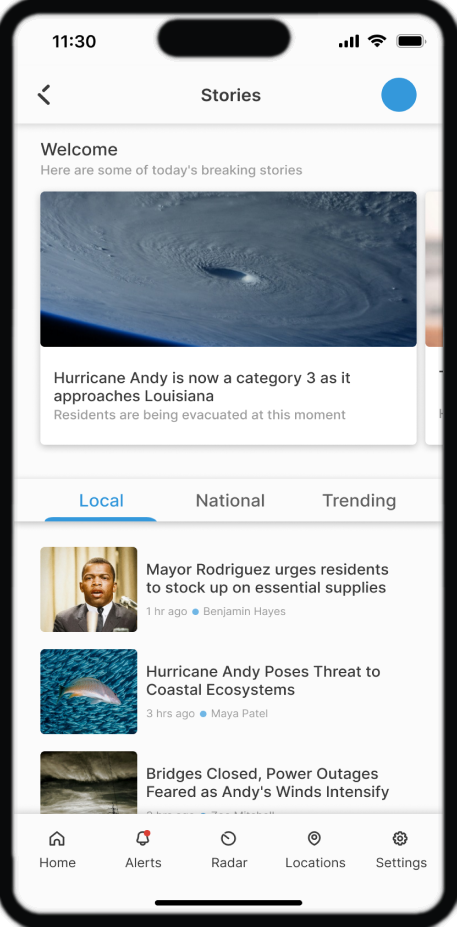 11:30
Stories
Welcome
Here are some of today's breaking stories
Hurricane Andy is now a category 3 as it
approaches Louisiana
Residents are being evacuated at this moment
Local National Trending
Mayor Rodriguez urges residents
to stock up on essential supplies
1 hr ago Benjamin Hayes
Hurricane Andy Poses Threat to
Coastal Ecosystems
3 hrs ago Maya Patel
Bridges Closed, Power Outages
Feared as Andy's Winds Intensify
Home Alerts Radar Locations Settings